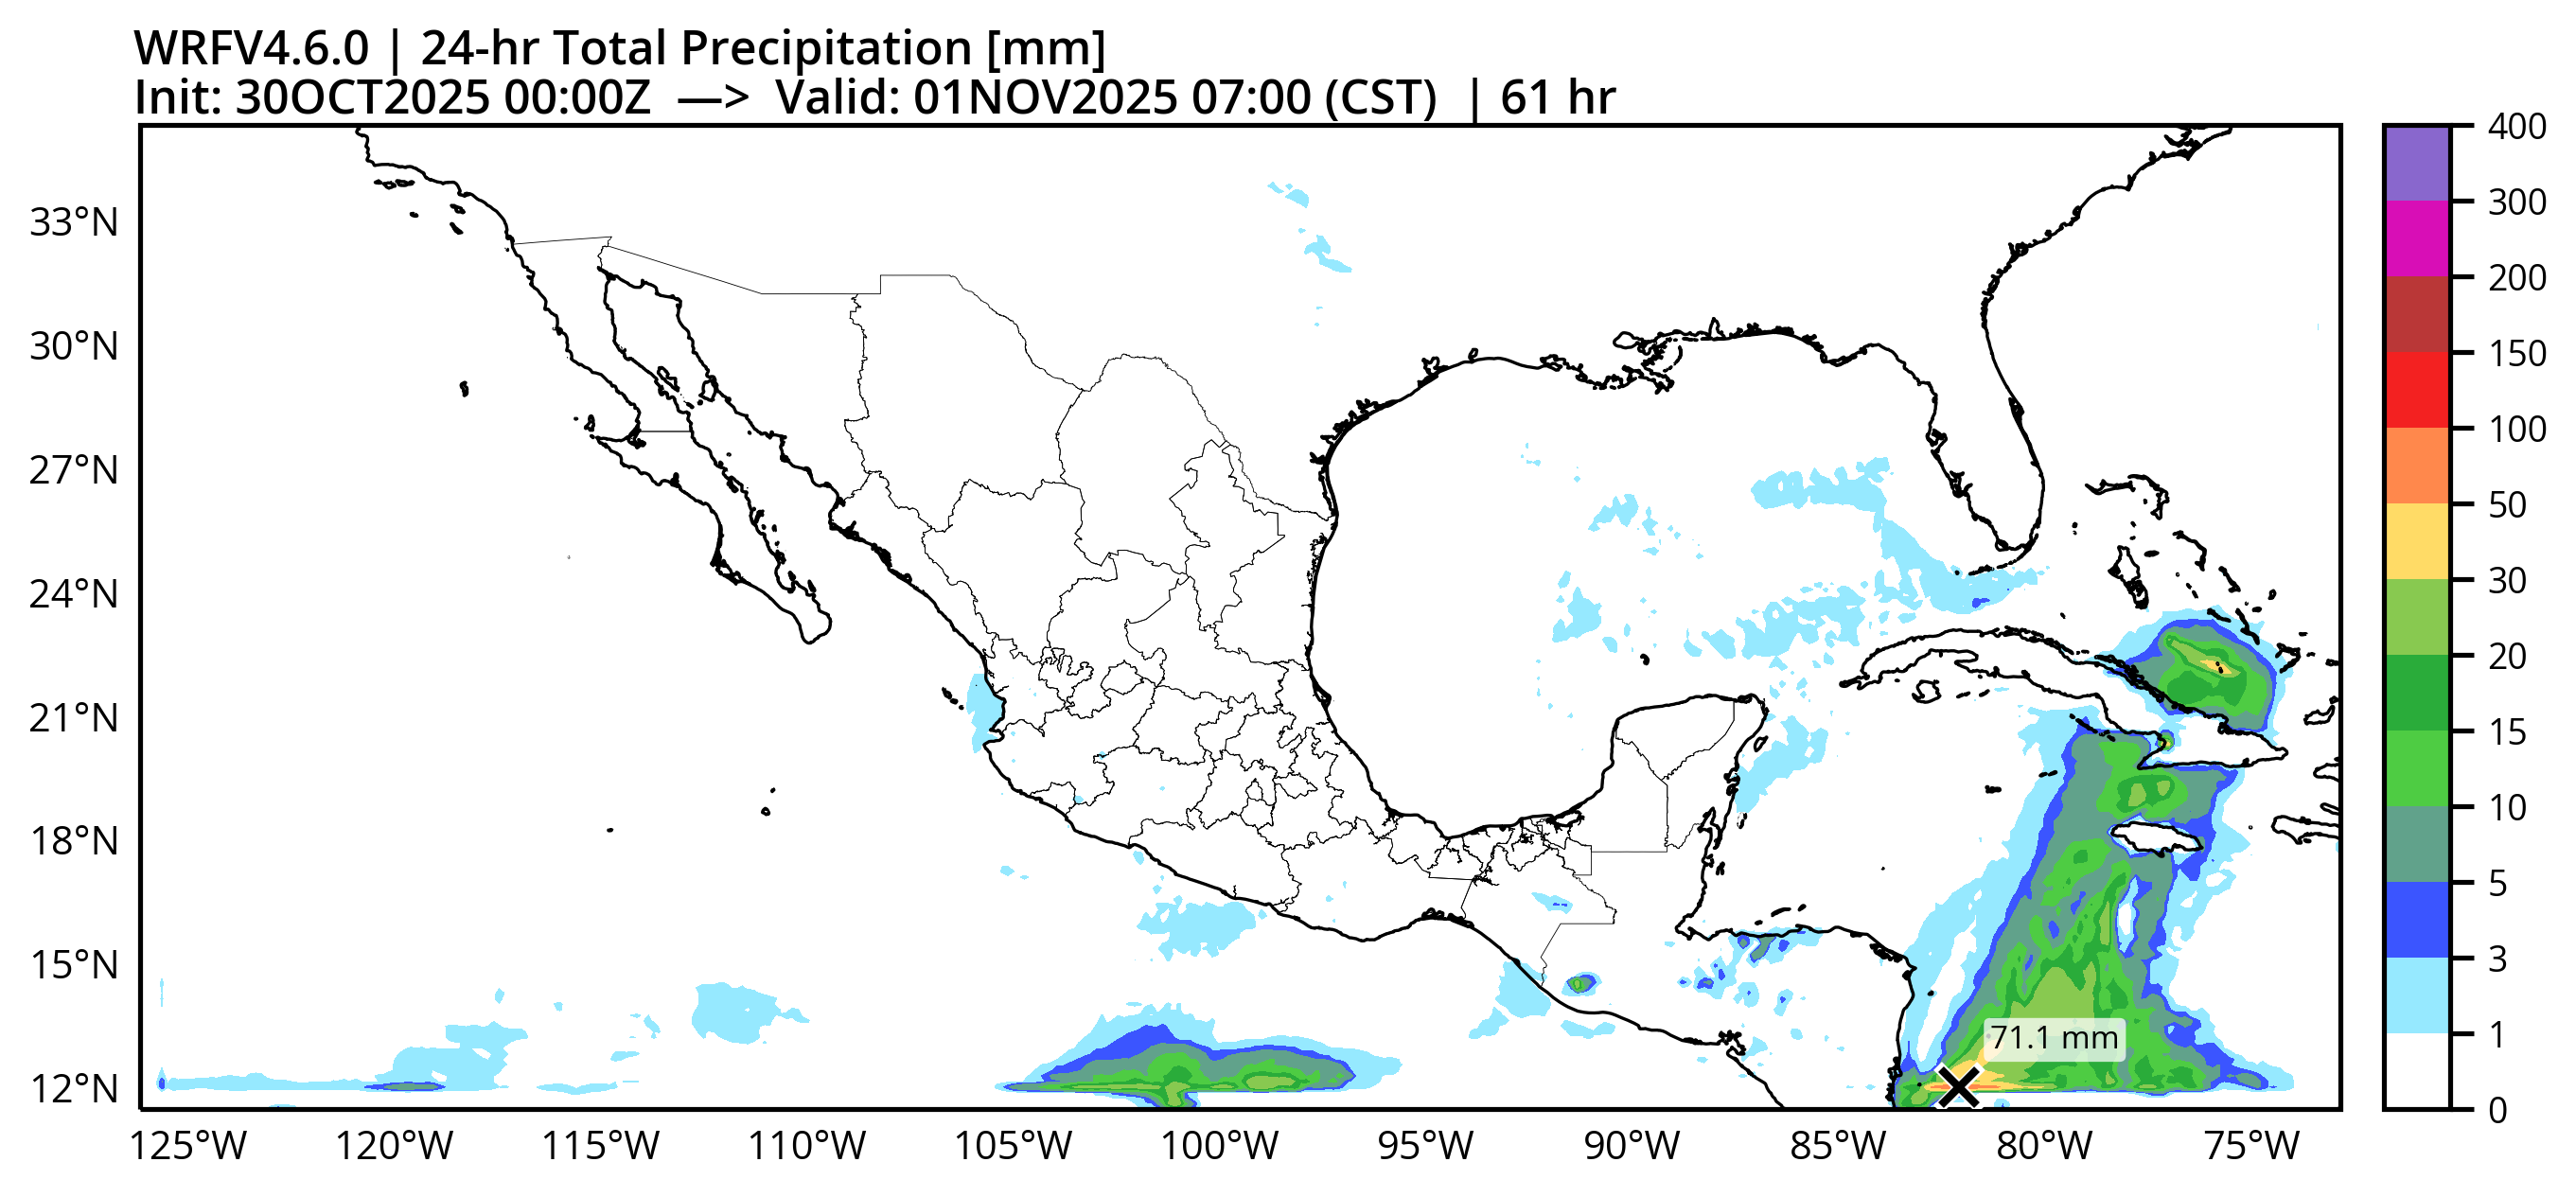 WRFV4.6.0 | 24-hr Total Precipitation [mm]
Init: 30OCT2025 00:00Z —> Valid: 01NOV2025 07:00 (CST) | 61 hr
33°N
30°N
27°N
24°N
21°N
18°N
15°N
12°N
71.1 mm
125°W 120°W 115°W 110°W 105°W 100°W 95°W 90°W 85°W 80°W 75°W
400
300
200
150
100
50
30
20
15
10
5
3
1
0